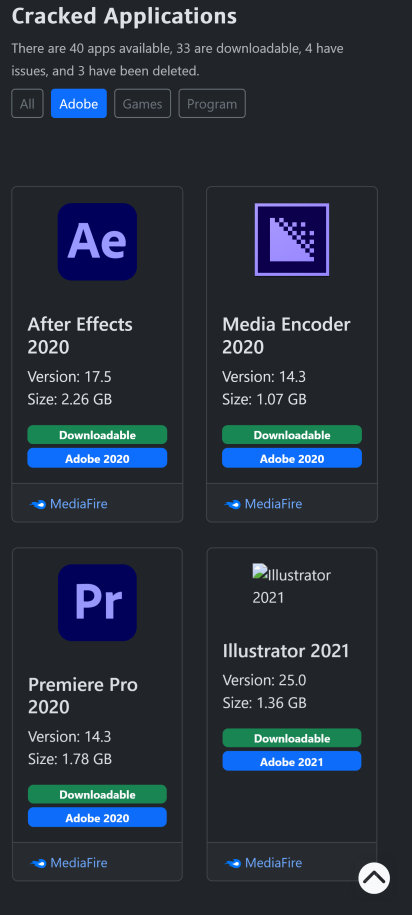 Cracked Applications
There are 40 apps available, 33 are downloadable, 4 have
issues, and 3 have been deleted.
All Adobe Games Program
Ae
After Effects
2020
Version: 17.5
Size: 2.26 GB
Downloadable
Adobe 2020
MediaFire
Media Encoder
2020
Version: 14.3
Size: 1.07 GB
Downloadable
Adobe 2020
MediaFire
Pr
Premiere Pro
2020
Version: 14.3
Size: 1.78 GB
Downloadable
Adobe 2020
MediaFire
Illustrator
2021
Illustrator 2021
Version: 25.0
Size: 1.36 GB
Downloadable
Adobe 2021
MediaFire